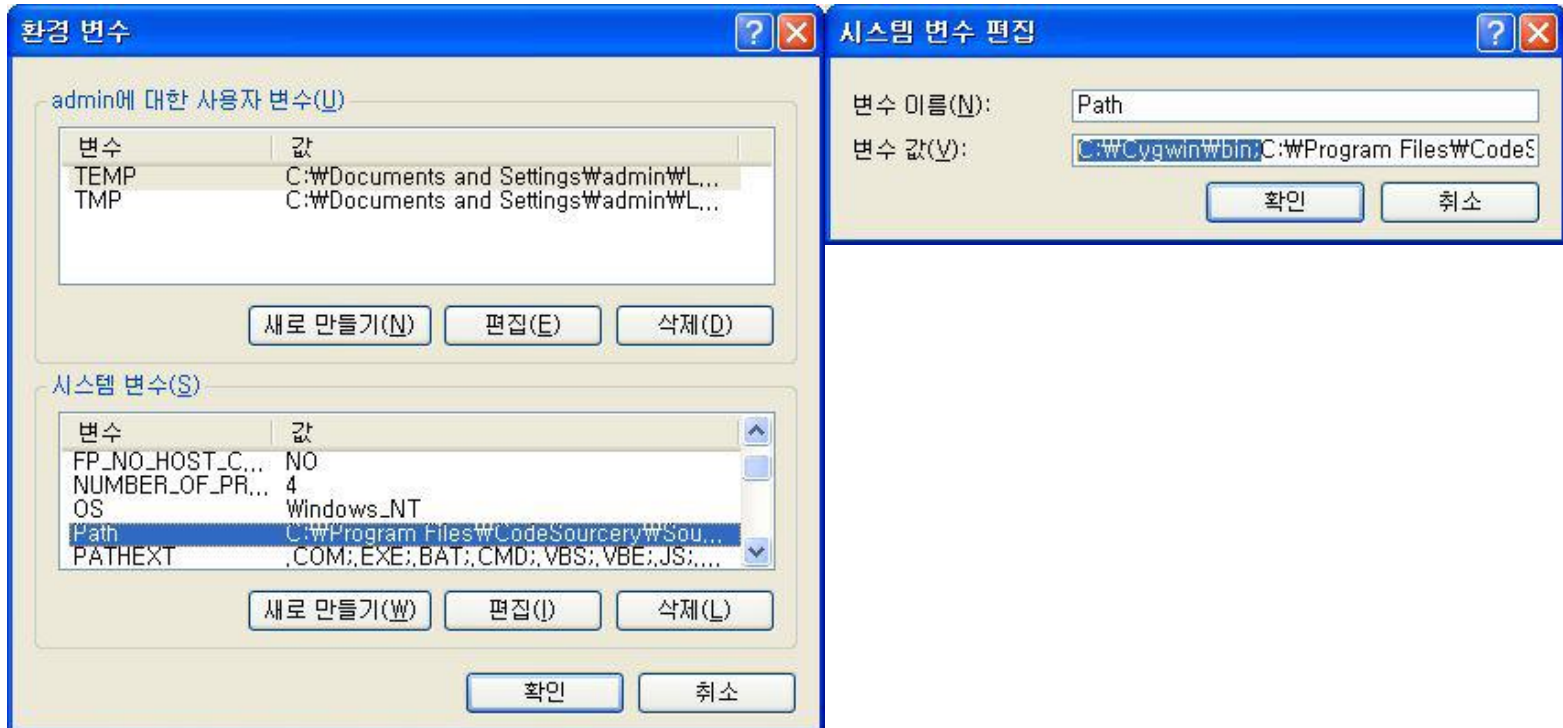 환경 변수
admin에 대한 사용자 변수(U)
변수 값
TEMP C:₩Documents and Settings₩admin₩L...
TMP C:₩Documents and Settings₩admin₩L...
새로 만들기(N) 편집(E) 삭제(D)
시스템 변수(S)
변수 값
FP_NO_HOST_C... NO
NUMBER_OF_PR... 4
OS Windows_NT
Path C:₩Program Files₩CodeSourcery₩Sou...
PATHEXT .COM;.EXE;.BAT;.CMD;.VBS;.VBE;.JS;....
새로 만들기(W) 편집(I) 삭제(L)
확인 취소
시스템 변수 편집
변수 이름(N): Path
변수 값(V): C:₩Cygwin₩bin;C:₩Program Files₩CodeS
확인 취소